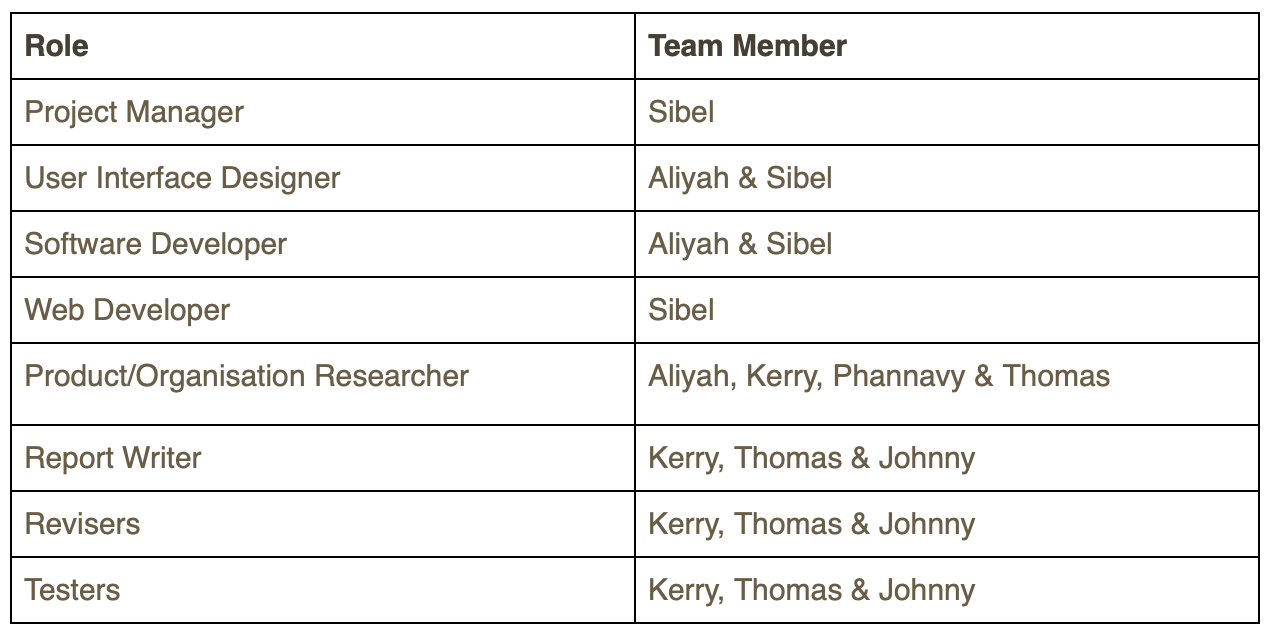 Role Team Member
Project Manager Sibel
User Interface Designer Aliyah & Sibel
Software Developer Aliyah & Sibel
Web Developer Sibel
Product/Organisation Researcher Aliyah, Kerry, Phannavy & Thomas
Report Writer Kerry, Thomas & Johnny
Revisers Kerry, Thomas & Johnny
Testers Kerry, Thomas & Johnny